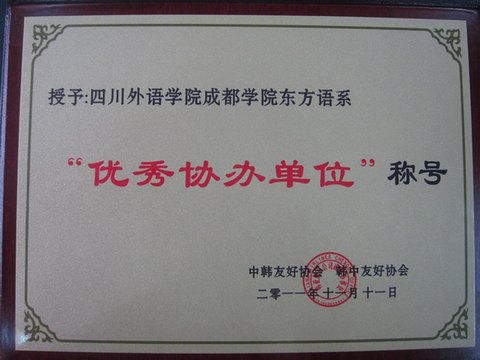 授予:四川外语学院成都学院东方语系
“优秀协办单位”称号
中韩友好协会 韩中友好协会
二零一一年十一月十一日